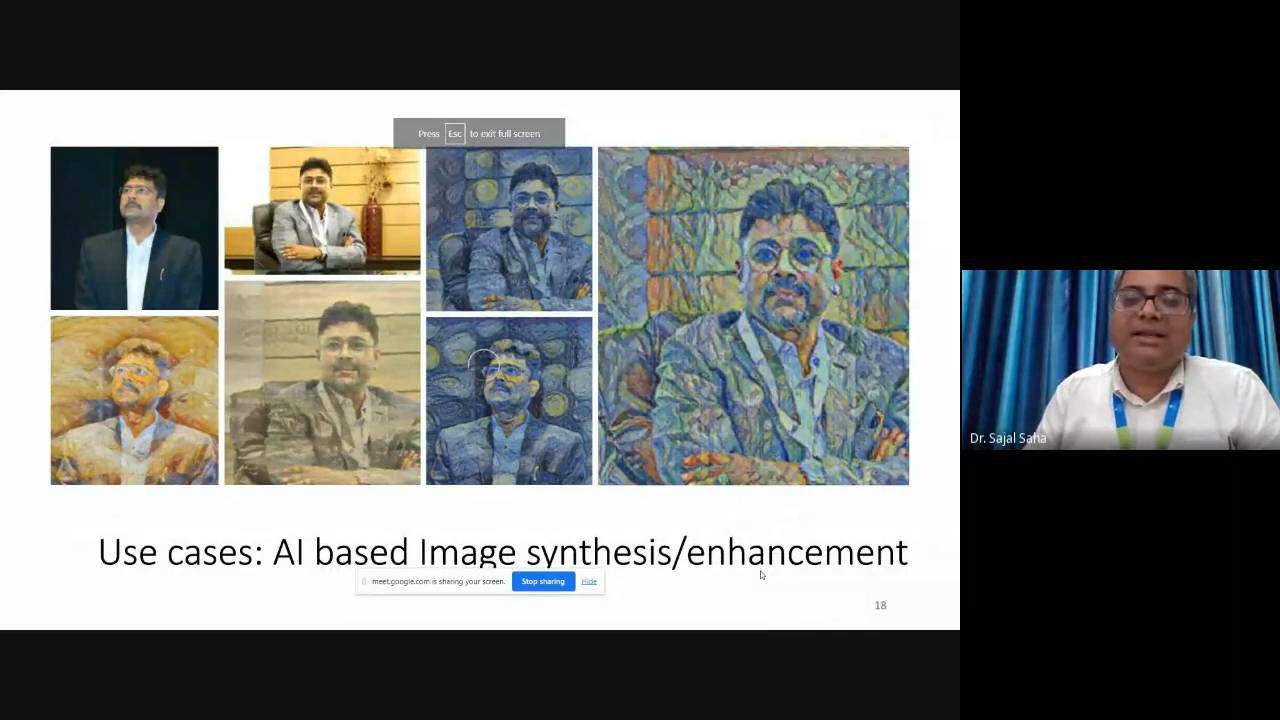 Press Esc to exit full screen
Dr. Sajal Saha
Use cases: AI based Image synthesis/enhancement
meet.google.com is sharing your screen. Stop sharing Hide
18